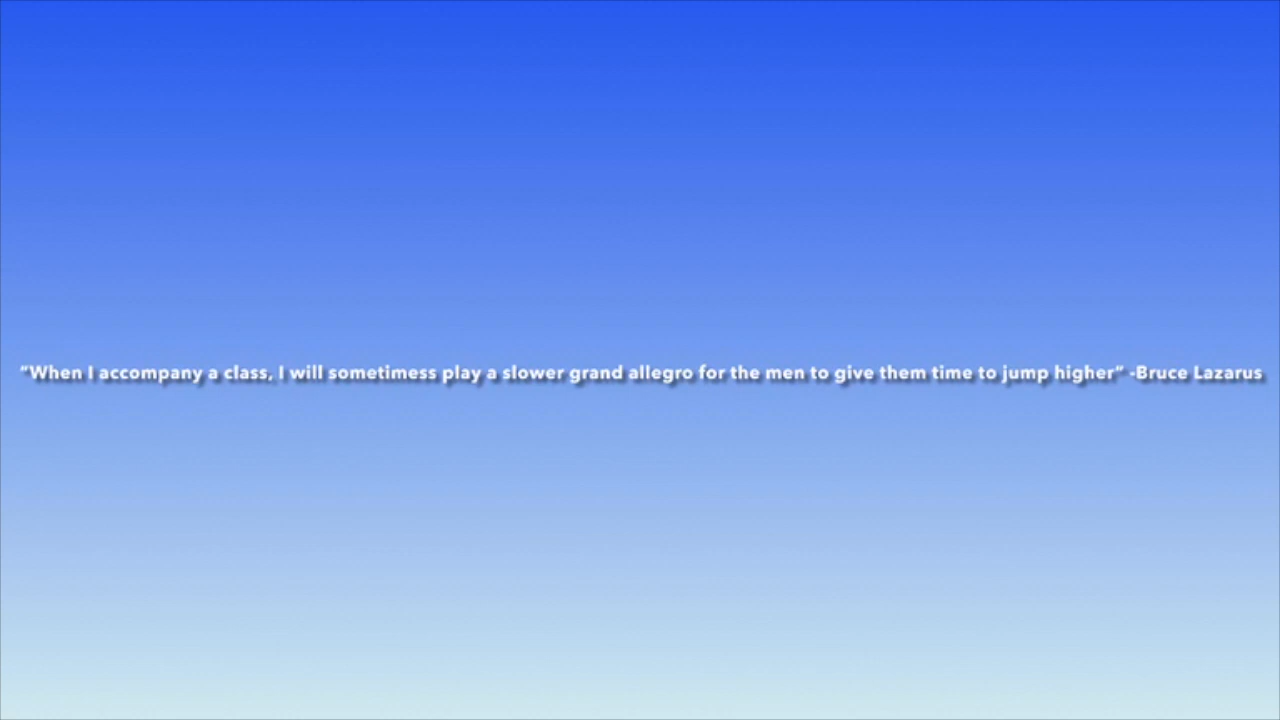 "When I accompany a class, I will sometimess play a slower grand allegro for the men to give them time to jump higher" -Bruce Lazarus